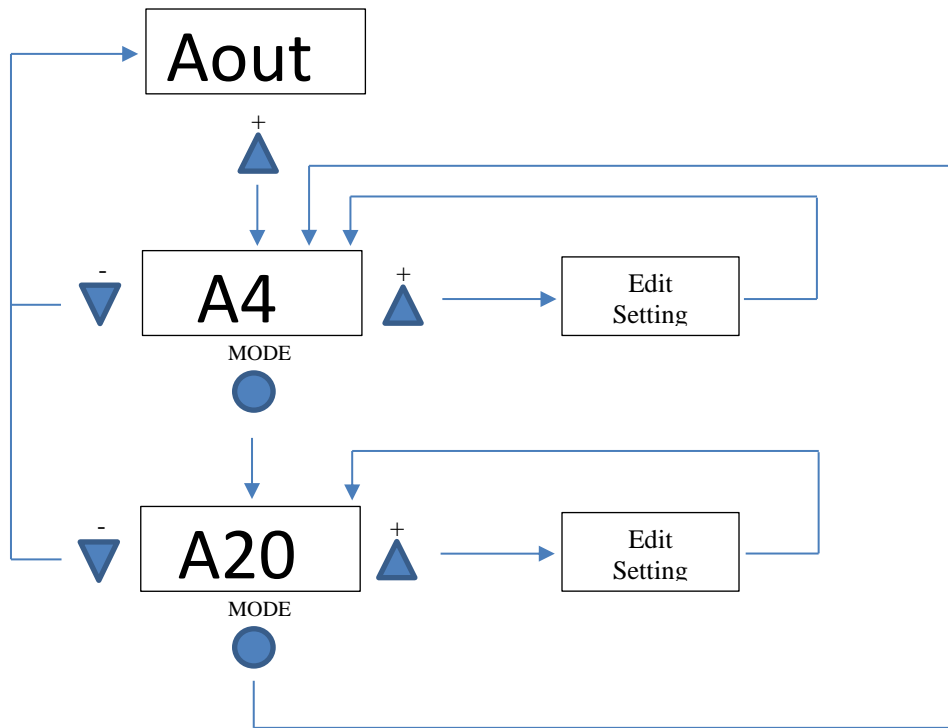 Aout
+
-
A4
+
Edit
Setting
MODE
-
A20
+
Edit
Setting
MODE